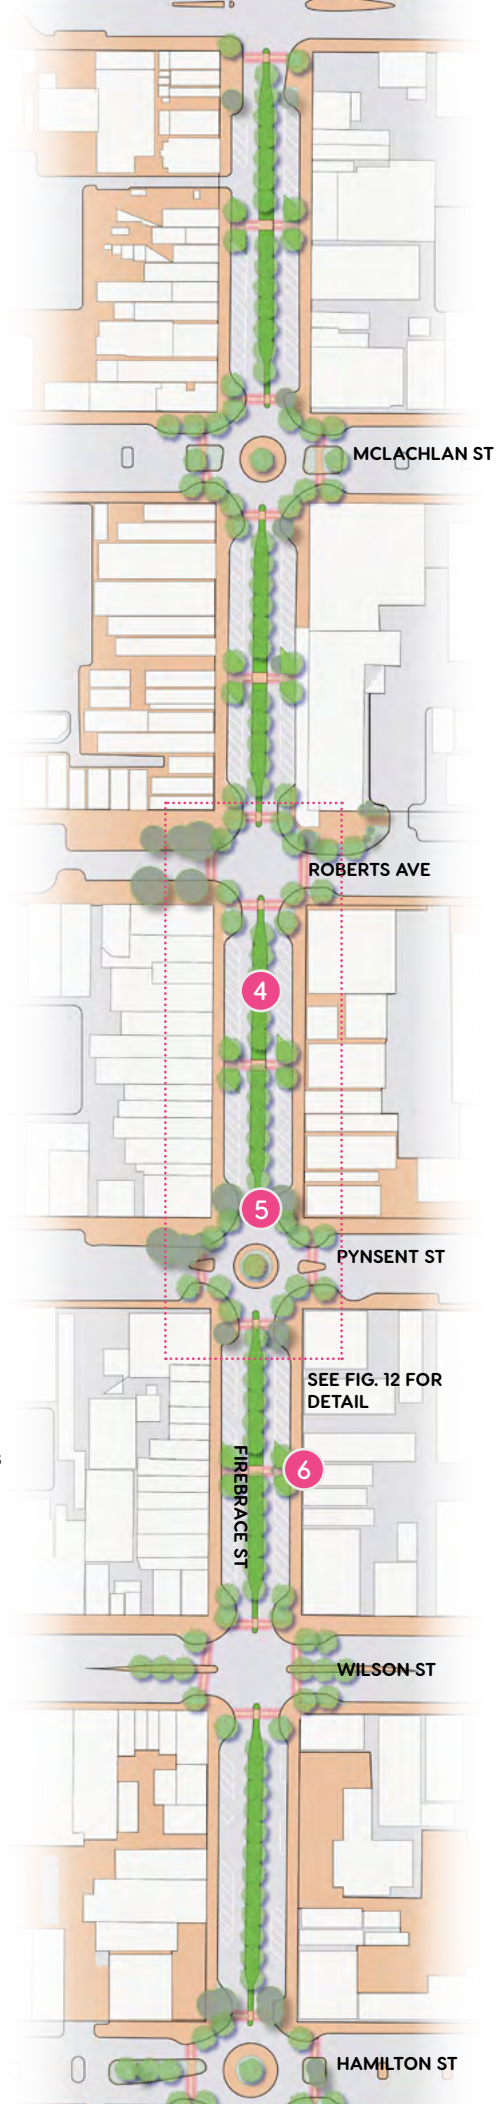 MCLACHLAN ST
ROBERTS AVE
4
5
PYNSENT ST
SEE FIG. 12 FOR
DETAIL
FIREBRACE ST
6
WILSON ST
HAMILTON ST